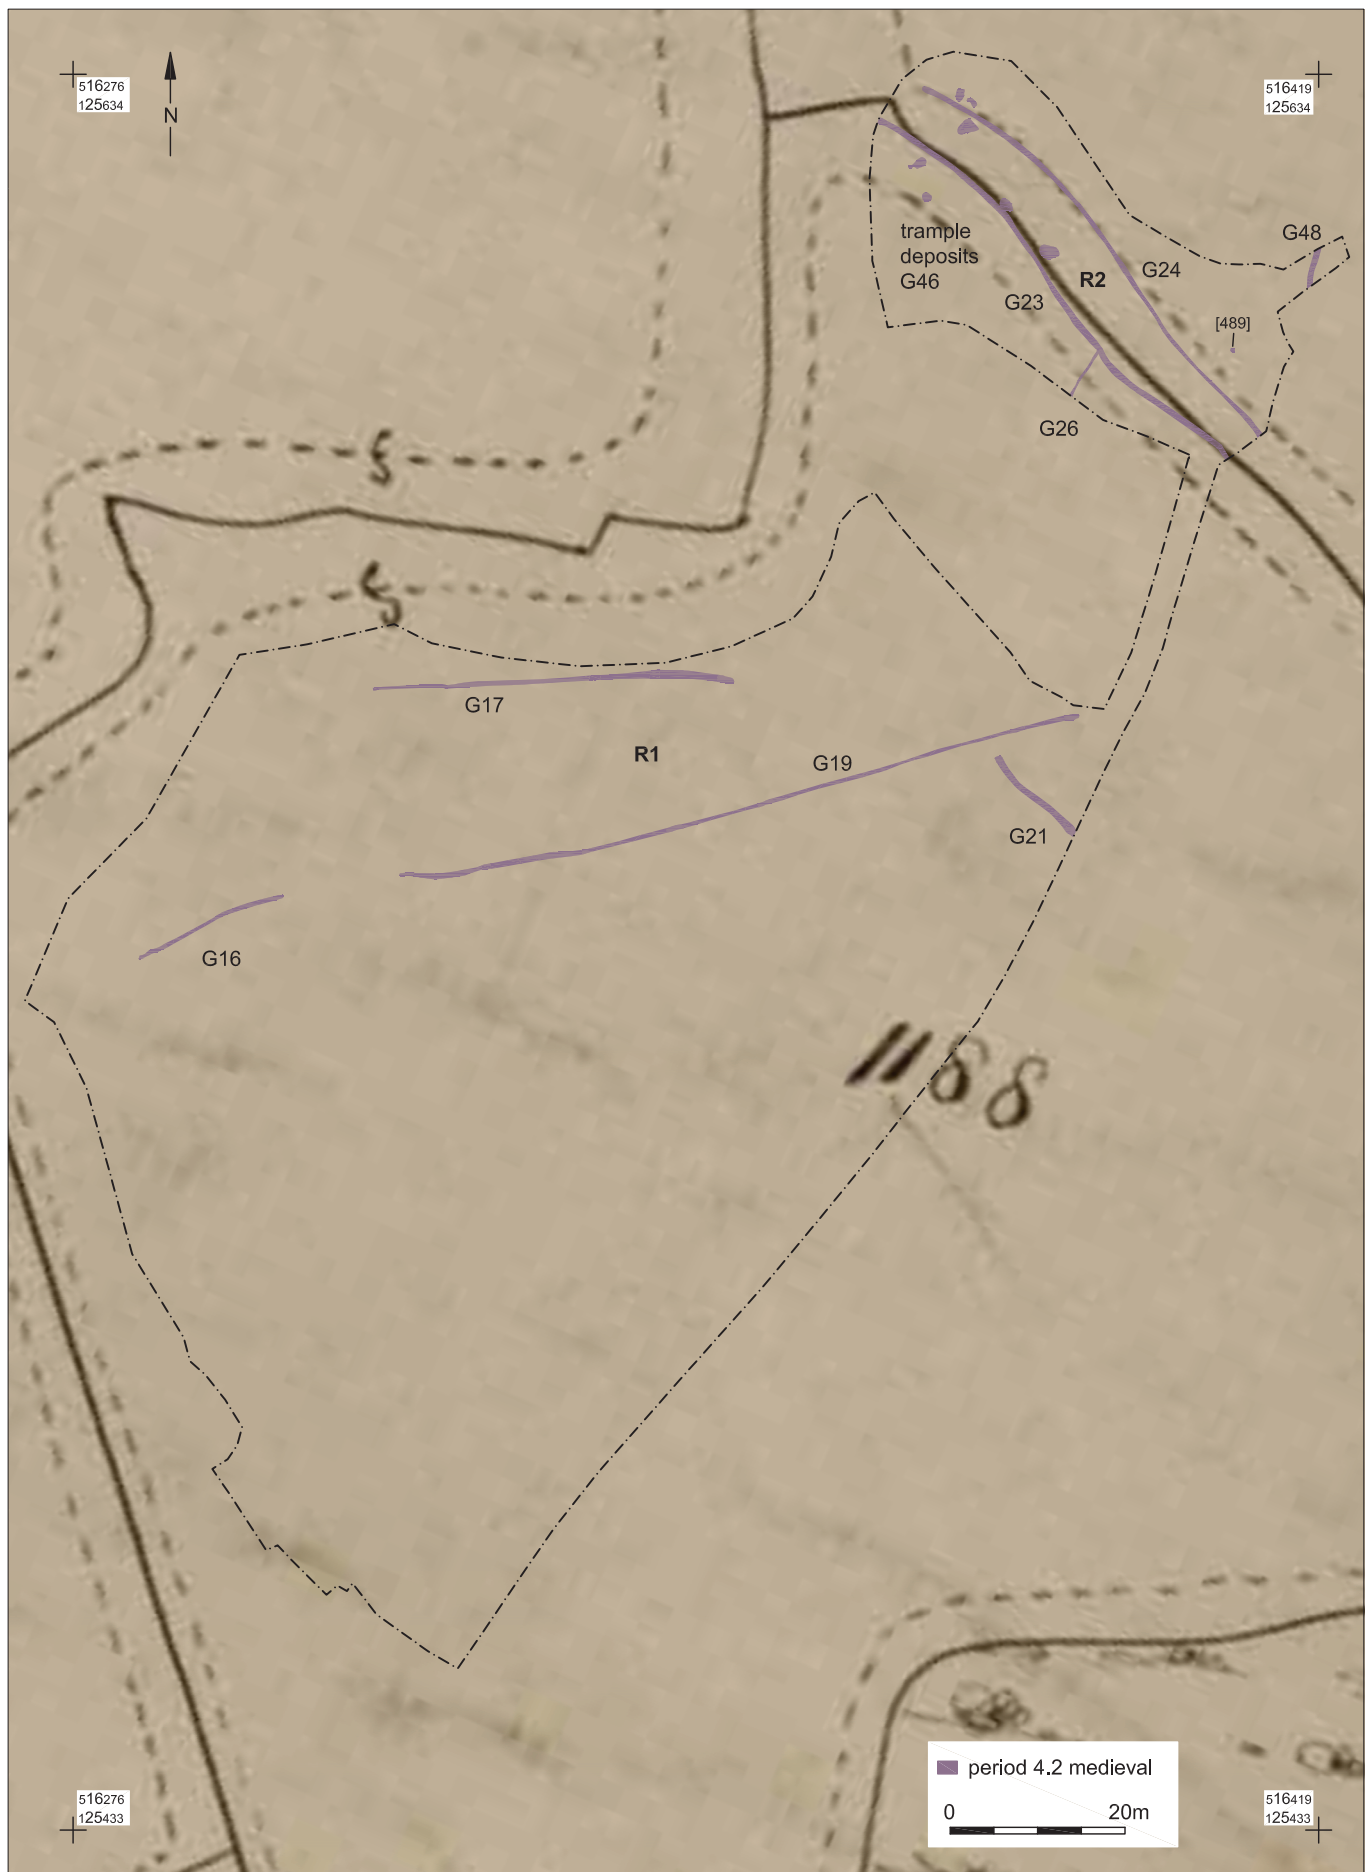 516276
125634
N
516419
125634
G48
trample
deposits
G46
G24
R2
G23
[489]
G26
S
S
G17
R1
G19
G21
G16
1188
period 4.2 medieval
0 20m
516276
125433
516419
125433